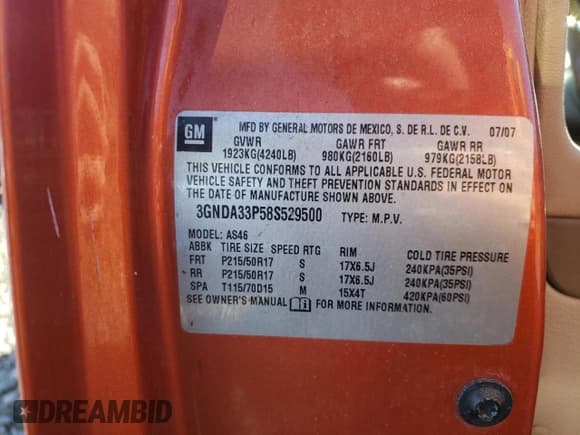 GM
MFD BY GENERAL MOTORS DE MEXICO, S. DE R.L. DE C.V. 07/07
GVWR GAWR FRT GAWR RR
1923KG(4240LB) 980KG(2160LB) 979KG(2158LB)
THIS VEHICLE CONFORMS TO ALL APPLICABLE U.S. FEDERAL MOTOR
VEHICLE SAFETY AND THEFT PREVENTION STANDARDS IN EFFECT ON
THE DATE OF MANUFACTURE SHOWN ABOVE.
3GNDA33P58S529500 TYPE: M.P.V.
MODEL: AS46
ABBK TIRE SIZE SPEED RTG RIM COLD TIRE PRESSURE
FRT P215/50R17 S 17X6.5J 240KPA(35PSI)
RR P215/50R17 S 17X6.5J 240KPA(35PSI)
SPA T115/70D15 M 15X4T 420KPA(60PSI)
SEE OWNER'S MANUAL FOR MORE INFORMATION.
DREAMBID